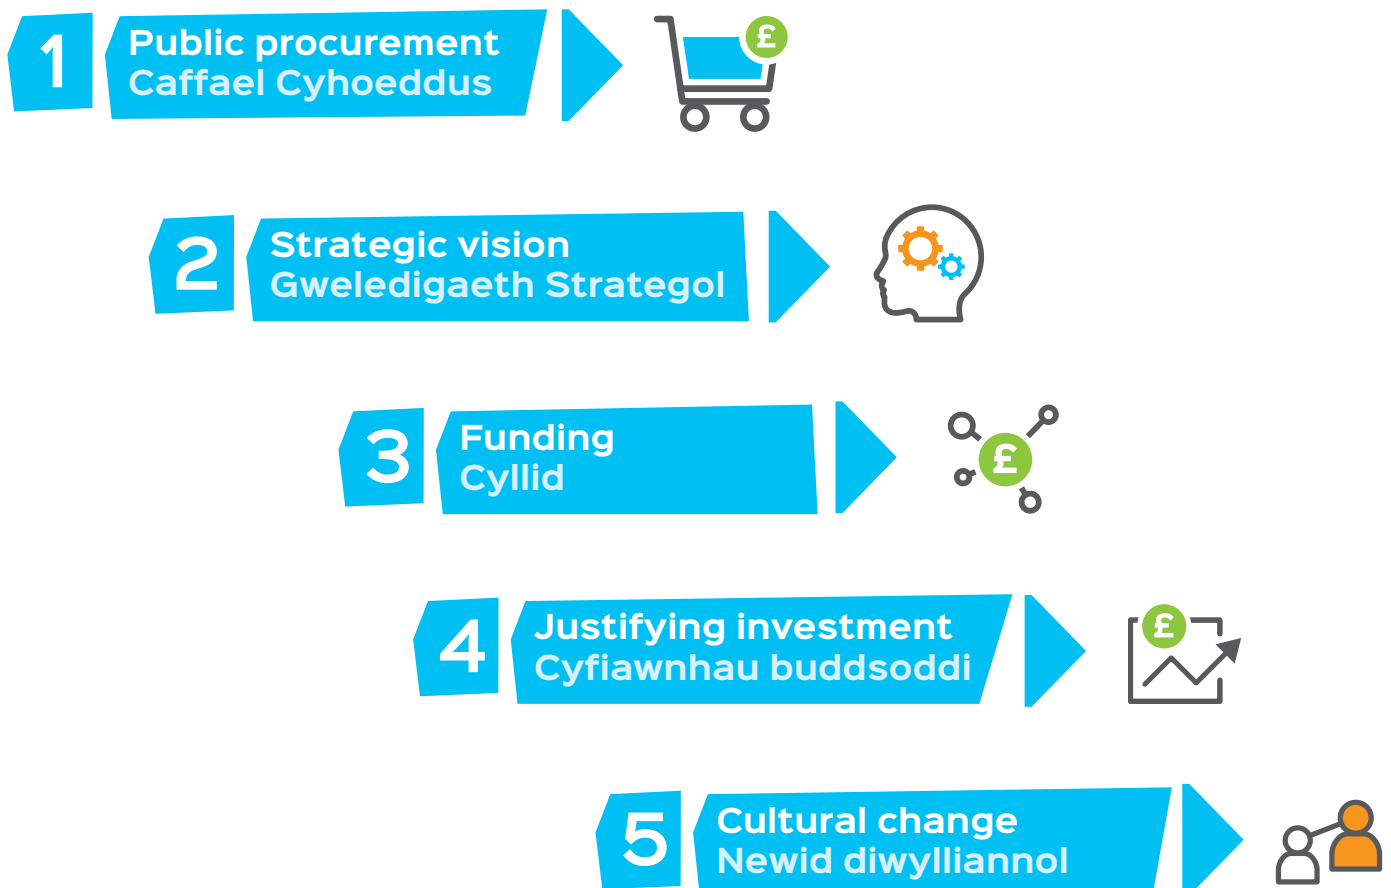 1
Public procurement
Caffael Cyhoeddus
£
2
Strategic vision
Gweledigaeth Strategol
3
Funding
Cyllid
£
4
Justifying investment
Cyfiawnhau buddsoddi
£
5
Cultural change
Newid diwylliannol